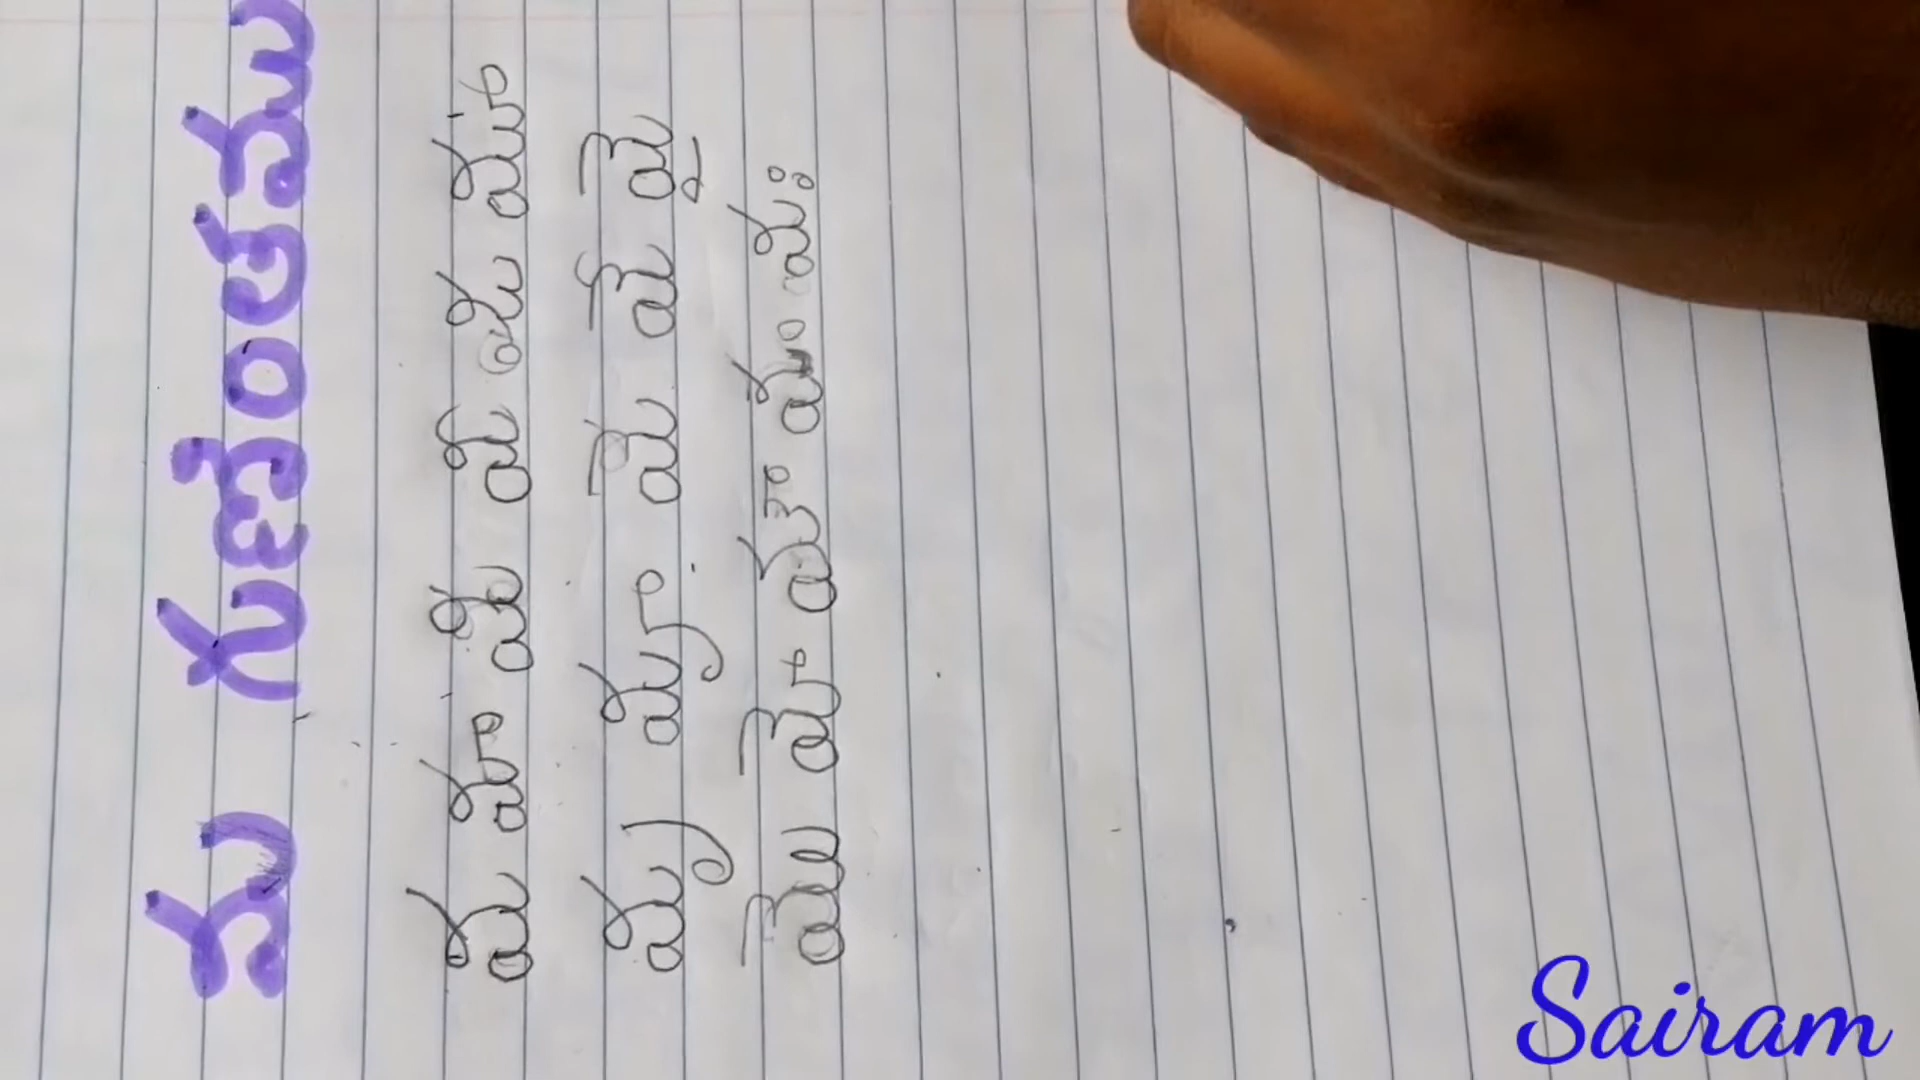 మ గుణింతము
మ మా మి మీ ము మూ
మృ మౄ మె మే మై
మొ మో మౌ మం మః
Sairam